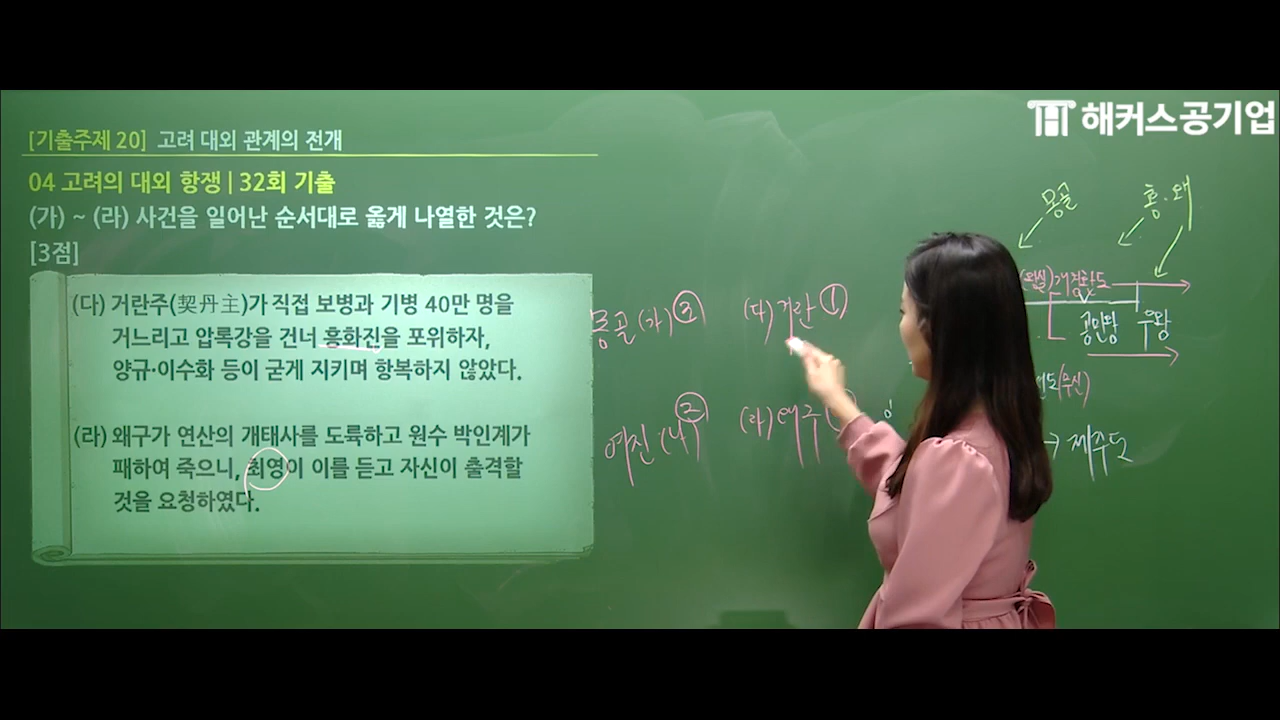 해커스공기업
[기출주제 20] 고려 대외 관계의 전개
04 고려의 대외 항쟁 | 32회 기출
(가) ~ (라) 사건을 일어난 순서대로 옳게 나열한 것은?
[3점]
(다) 거란주(契丹主)가 직접 보병과 기병 40만 명을
거느리고 압록강을 건너 흥화진을 포위하자,
양규·이수화 등이 굳게 지키며 항복하지 않았다.
(라) 왜구가 연산의 개태사를 도륙하고 원수 박인계가
패하여 죽으니, 최영이 이를 듣고 자신이 출격할
것을 요청하였다.
몽골 (가) ③
(다) 거란 ①
여진 (나) ②
(라)
몽골
홍·왜
(왕실) 개경환도
공민왕
우왕
(무신)
→ 제주도